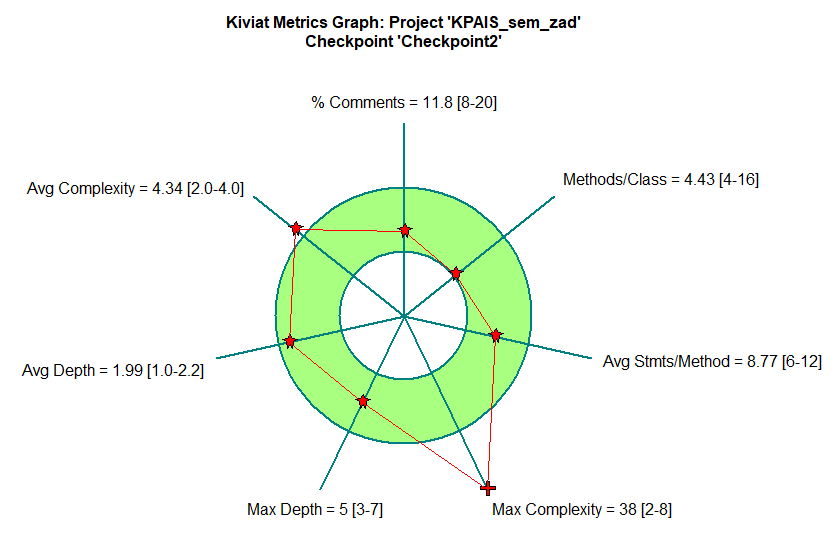 Kiviat Metrics Graph: Project 'KPAIS_sem_zad'
Checkpoint 'Checkpoint2'
% Comments = 11.8 [8-20]
Methods/Class = 4.43 [4-16]
Avg Complexity = 4.34 [2.0-4.0]
Avg Stmts/Method = 8.77 [6-12]
Avg Depth = 1.99 [1.0-2.2]
Max Depth = 5 [3-7]
Max Complexity = 38 [2-8]